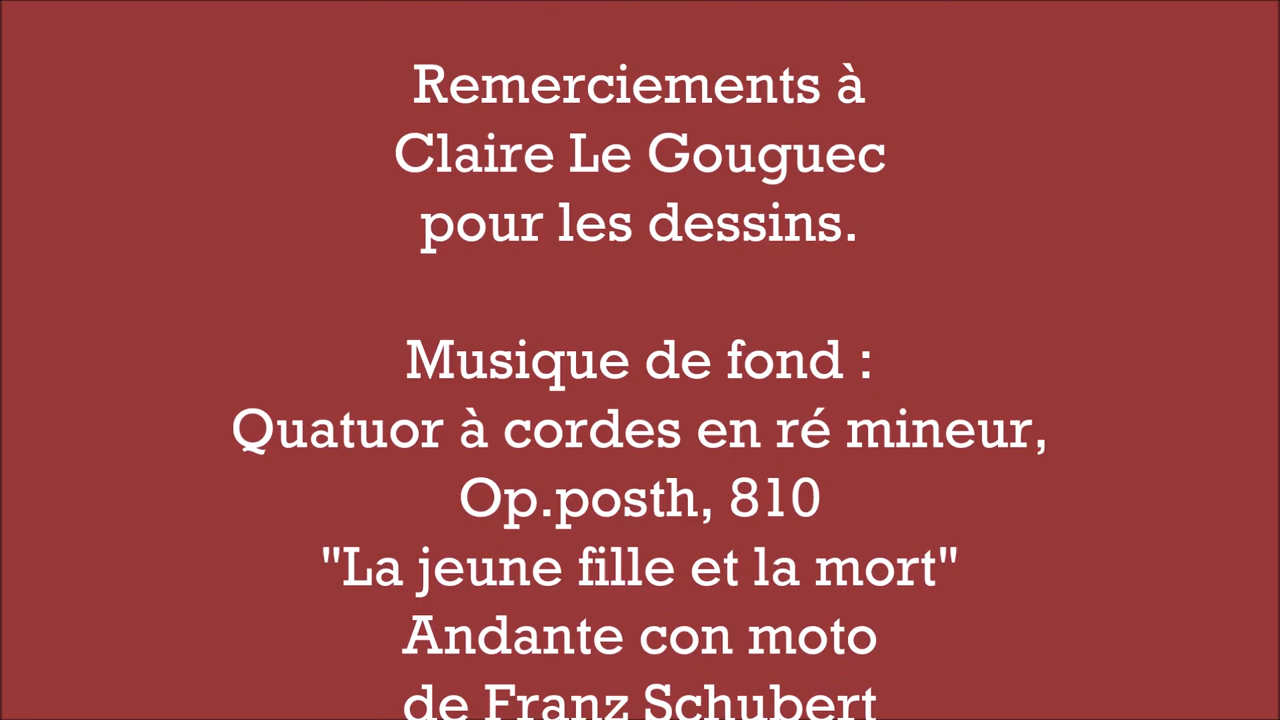 Remerciements à
Claire Le Gouguec
pour les dessins.
Musique de fond :
Quatuor à cordes en ré mineur,
Op.posth, 810
"La jeune fille et la mort"
Andante con moto
de Franz Schubert